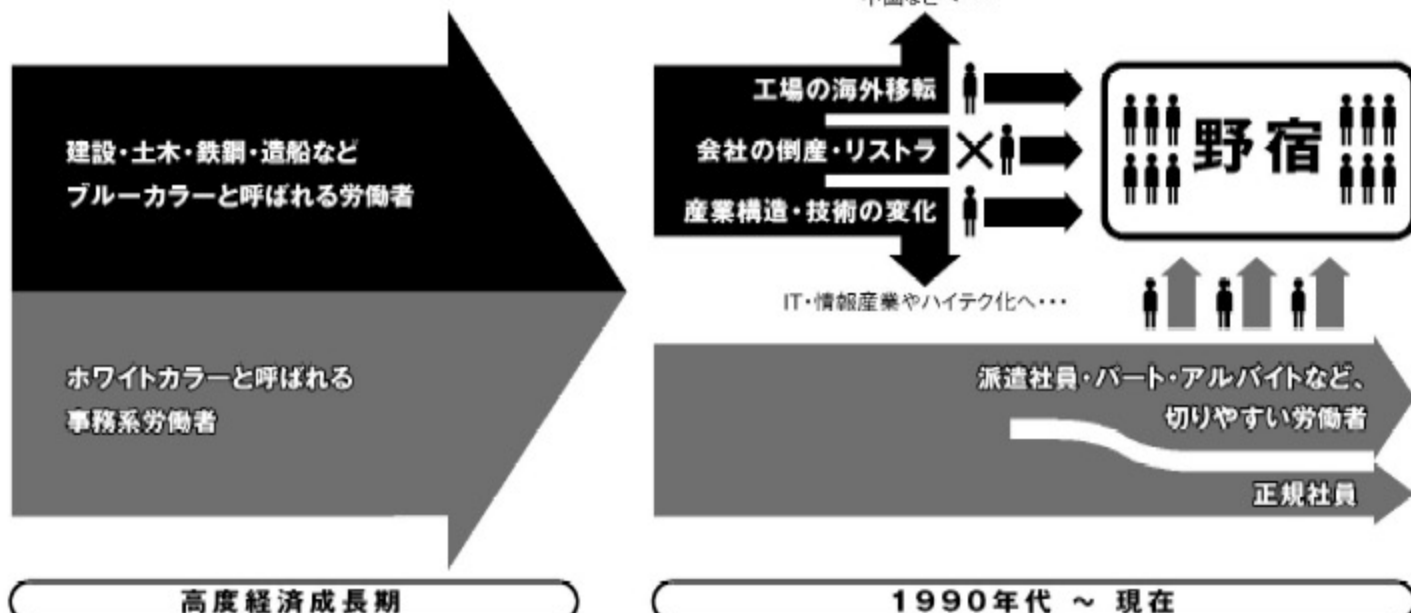 建設・土木・鉄鋼・造船など
ブルーカラーと呼ばれる労働者
ホワイトカラーと呼ばれる
事務系労働者
高度経済成長期
工場の海外移転
会社の倒産・リストラ
産業構造・技術の変化
野宿
IT・情報産業やハイテク化へ・・・
派遣社員・パート・アルバイトなど、
切りやすい労働者
正規社員
1990年代 ～ 現在